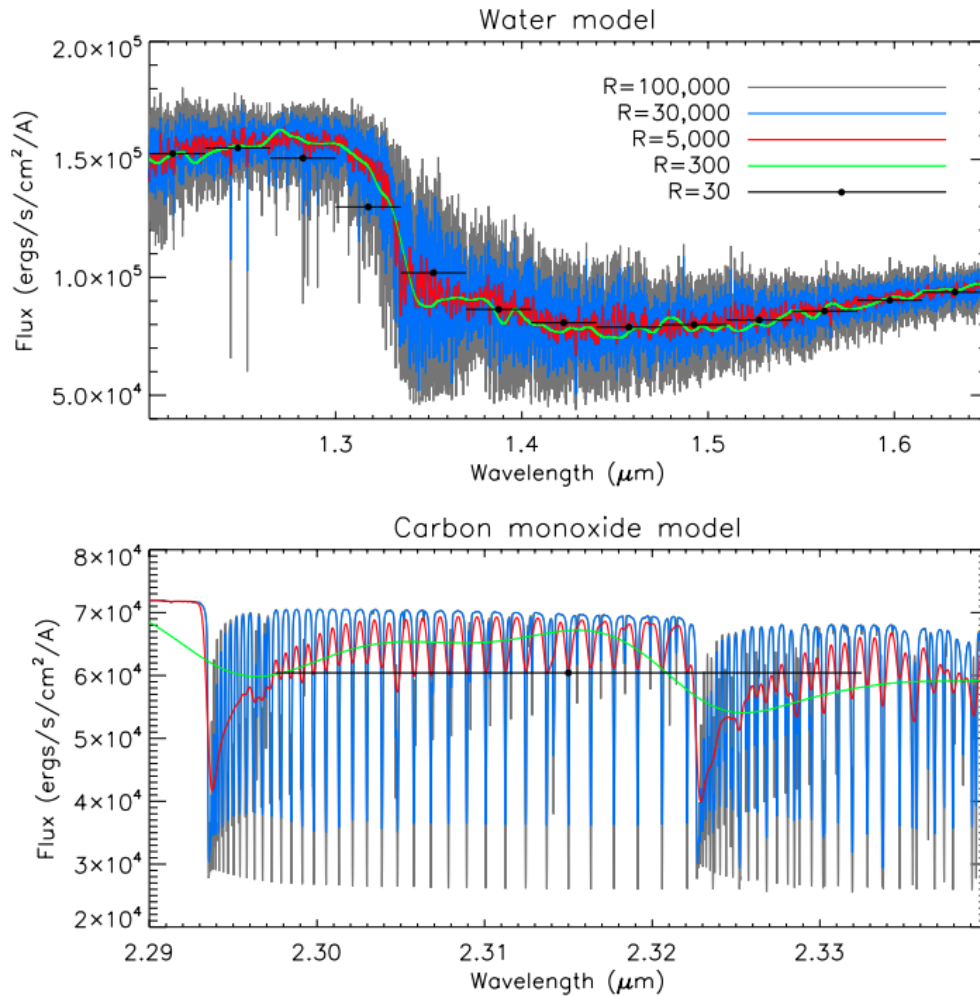 Water model
Flux (ergs/s/cm²/A)
2.0×10⁵
1.5×10⁵
1.0×10⁵
5.0×10⁴
R=100,000
R=30,000
R=5,000
R=300
R=30
1.3 1.4 1.5 1.6
Wavelength (μm)
Carbon monoxide model
Flux (ergs/s/cm²/A)
8×10⁴
7×10⁴
6×10⁴
5×10⁴
4×10⁴
3×10⁴
2×10⁴
2.29 2.30 2.31 2.32 2.33
Wavelength (μm)